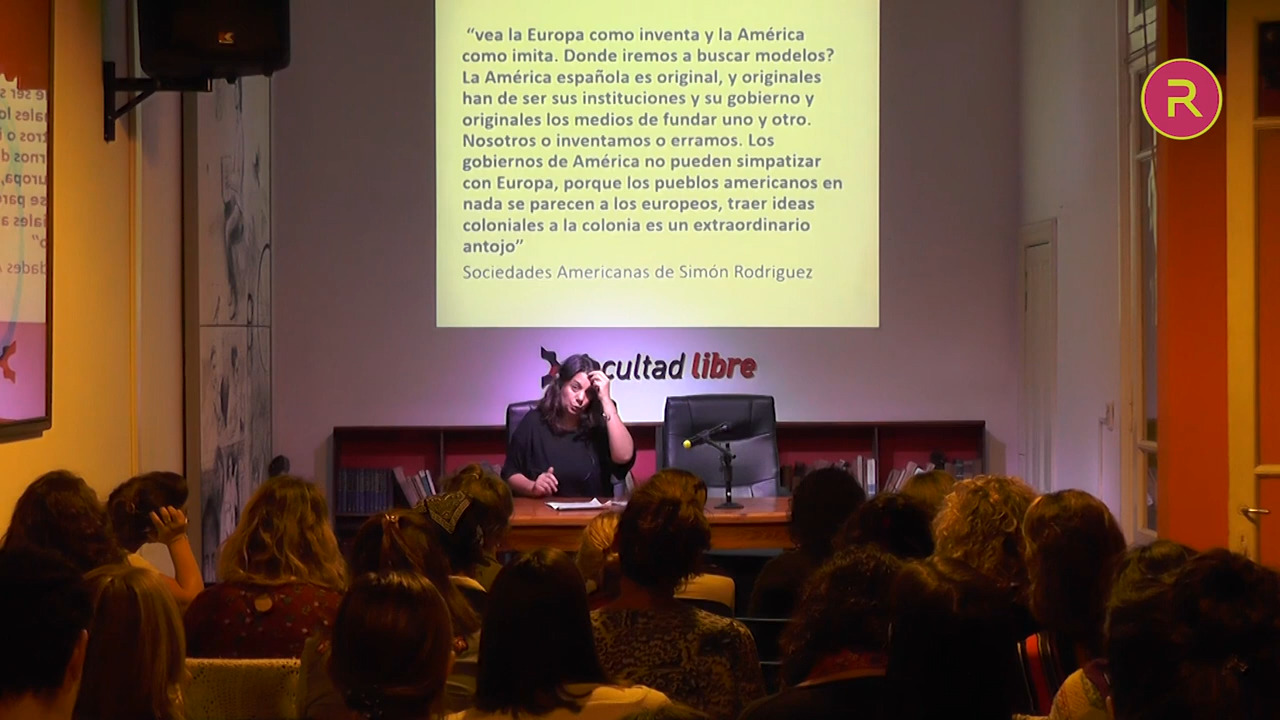 “vea la Europa como inventa y la América
como imita. Donde iremos a buscar modelos?
La América española es original, y originales
han de ser sus instituciones y su gobierno y
originales los medios de fundar uno y otro.
Nosotros o inventamos o erramos. Los
gobiernos de América no pueden simpatizar
con Europa, porque los pueblos americanos en
nada se parecen a los europeos, traer ideas
coloniales a la colonia es un extraordinario
antojo”
Sociedades Americanas de Simón Rodriguez
R
cultad libre